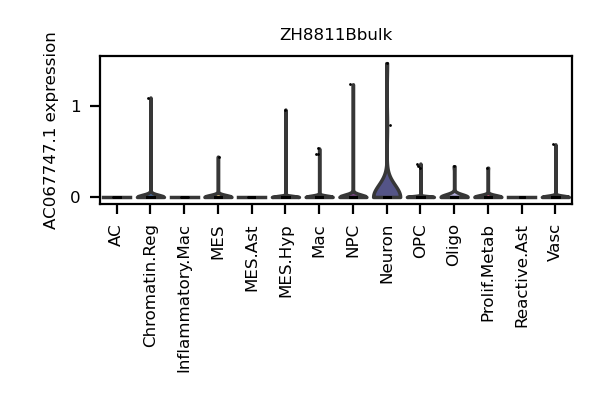 ZH8811Bbulk
AC067747.1 expression
1
0
AC
Chromatin.Reg
Inflammatory.Mac
MES
MES.Ast
MES.Hyp
Mac
NPC
Neuron
OPC
Oligo
Prolif.Metab
Reactive.Ast
Vasc